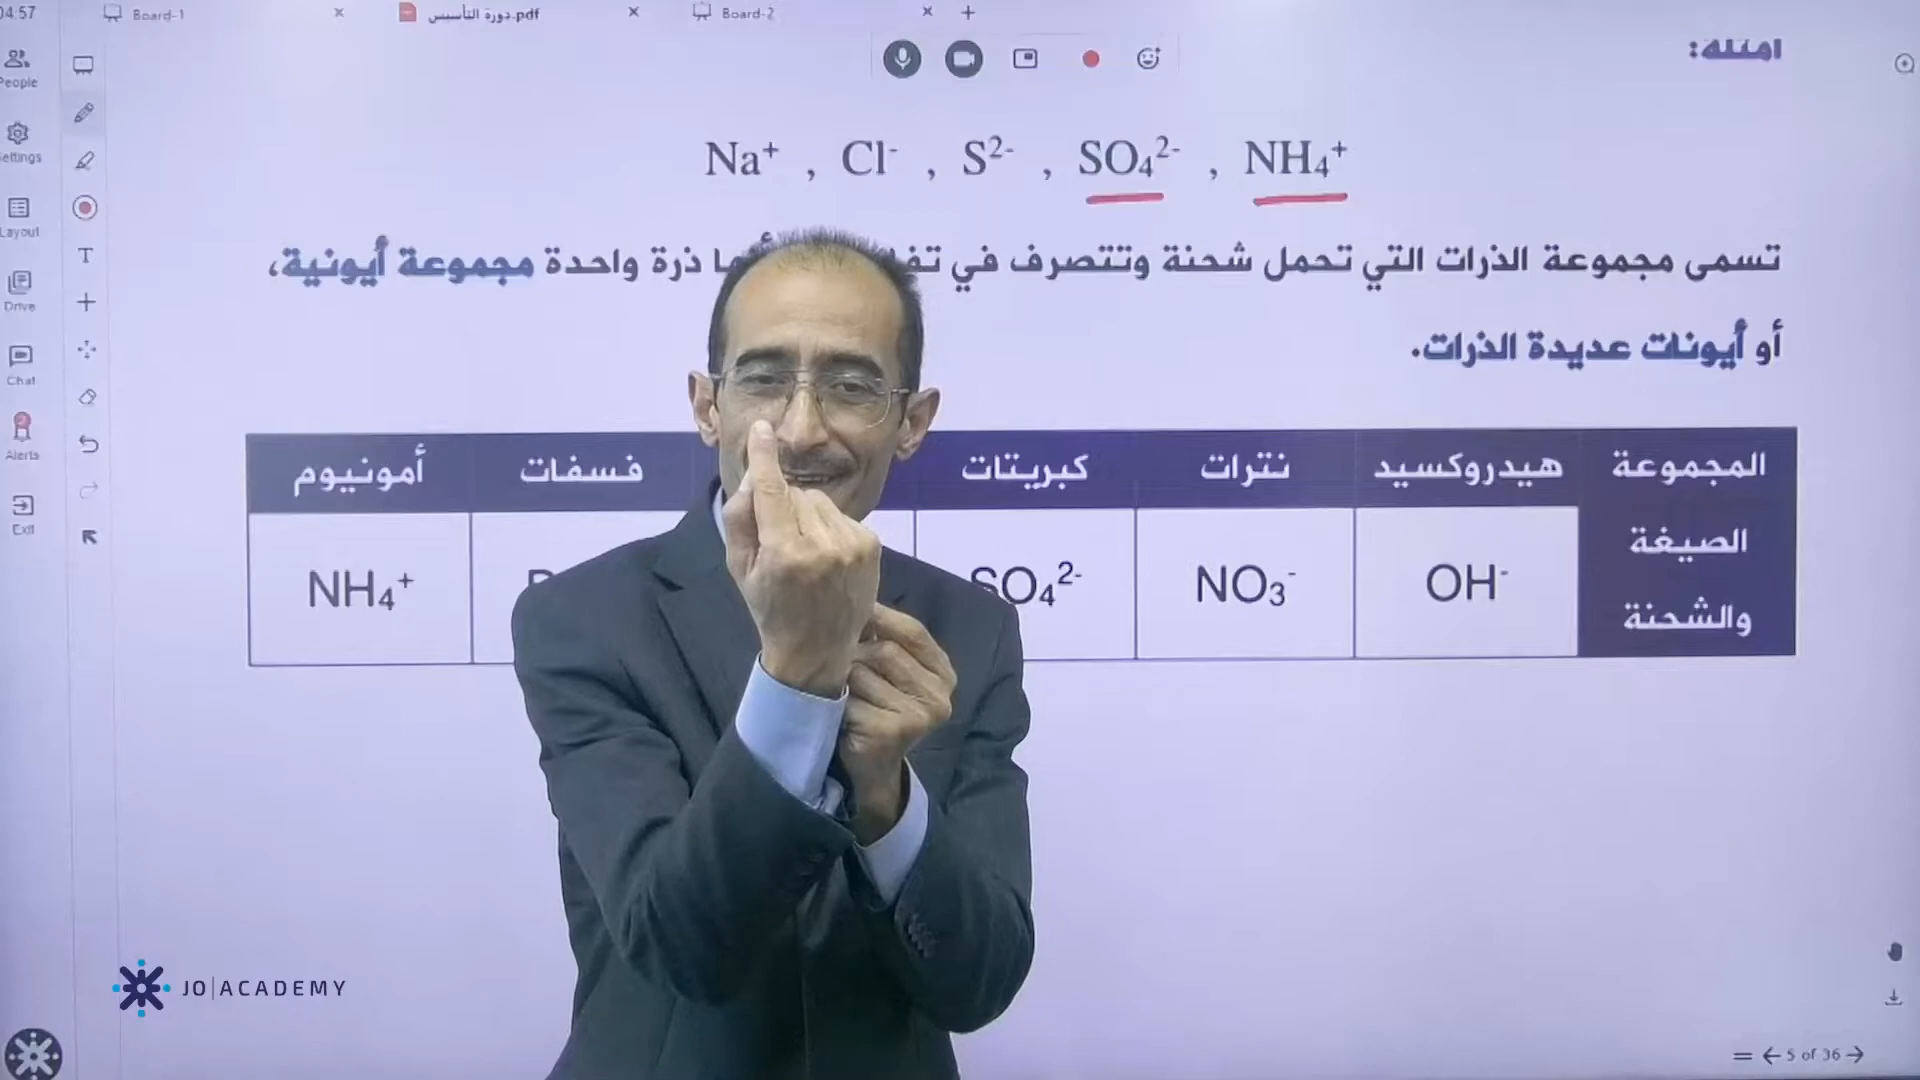 04:57
Board-1
دورة التأسيس.pdf
Board-2
People
Settings
Layout
Drive
Chat
2
Alerts
Exit
T
امثلة:
Na⁺ , Cl⁻ , S²⁻ , SO₄²⁻ , NH₄⁺
تسمى مجموعة الذرات التي تحمل شحنة وتتصرف في ذرة واحدة مجموعة أيونية،
أو أيونات عديدة الذرات.
المجموعة هيدروكسيد نترات كبريتات فسفات أمونيوم
الصيغة والشحنة OH⁻ NO₃⁻ SO₄²⁻ NH₄⁺
JO|ACADEMY
5 of 36